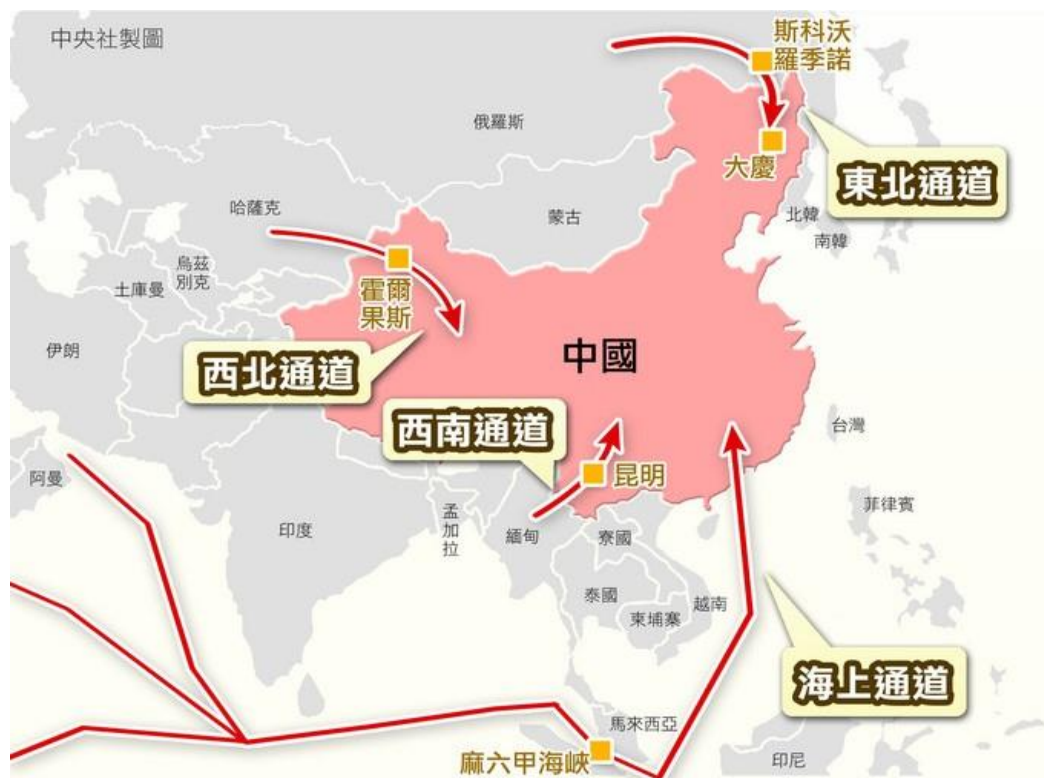 中央社製圖
斯科沃
羅季諾
俄羅斯
大慶
東北通道
哈薩克
蒙古
北韓
南韓
烏茲
別克
土庫曼
霍爾
果斯
伊朗
中國
西北通道
西南通道
台灣
阿曼
昆明
菲律賓
印度
孟
加
拉
緬甸
寮國
泰國
越南
柬埔寨
海上通道
馬來西亞
麻六甲海峽
印尼